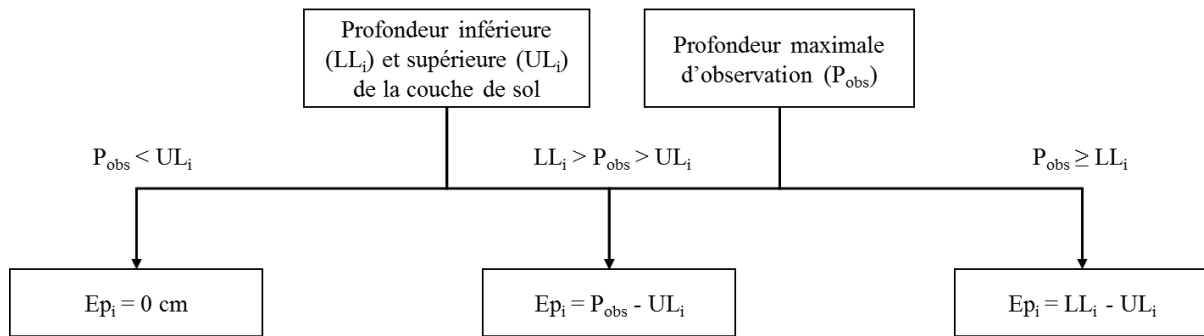 Profondeur inférieure
(LLᵢ) et supérieure (ULᵢ)
de la couche de sol
Profondeur maximale
d’observation (Pₒbₛ)
Pₒbₛ < ULᵢ
LLᵢ > Pₒbₛ > ULᵢ
Pₒbₛ ≥ LLᵢ
Epᵢ = 0 cm
Epᵢ = Pₒbₛ - ULᵢ
Epᵢ = LLᵢ - ULᵢ